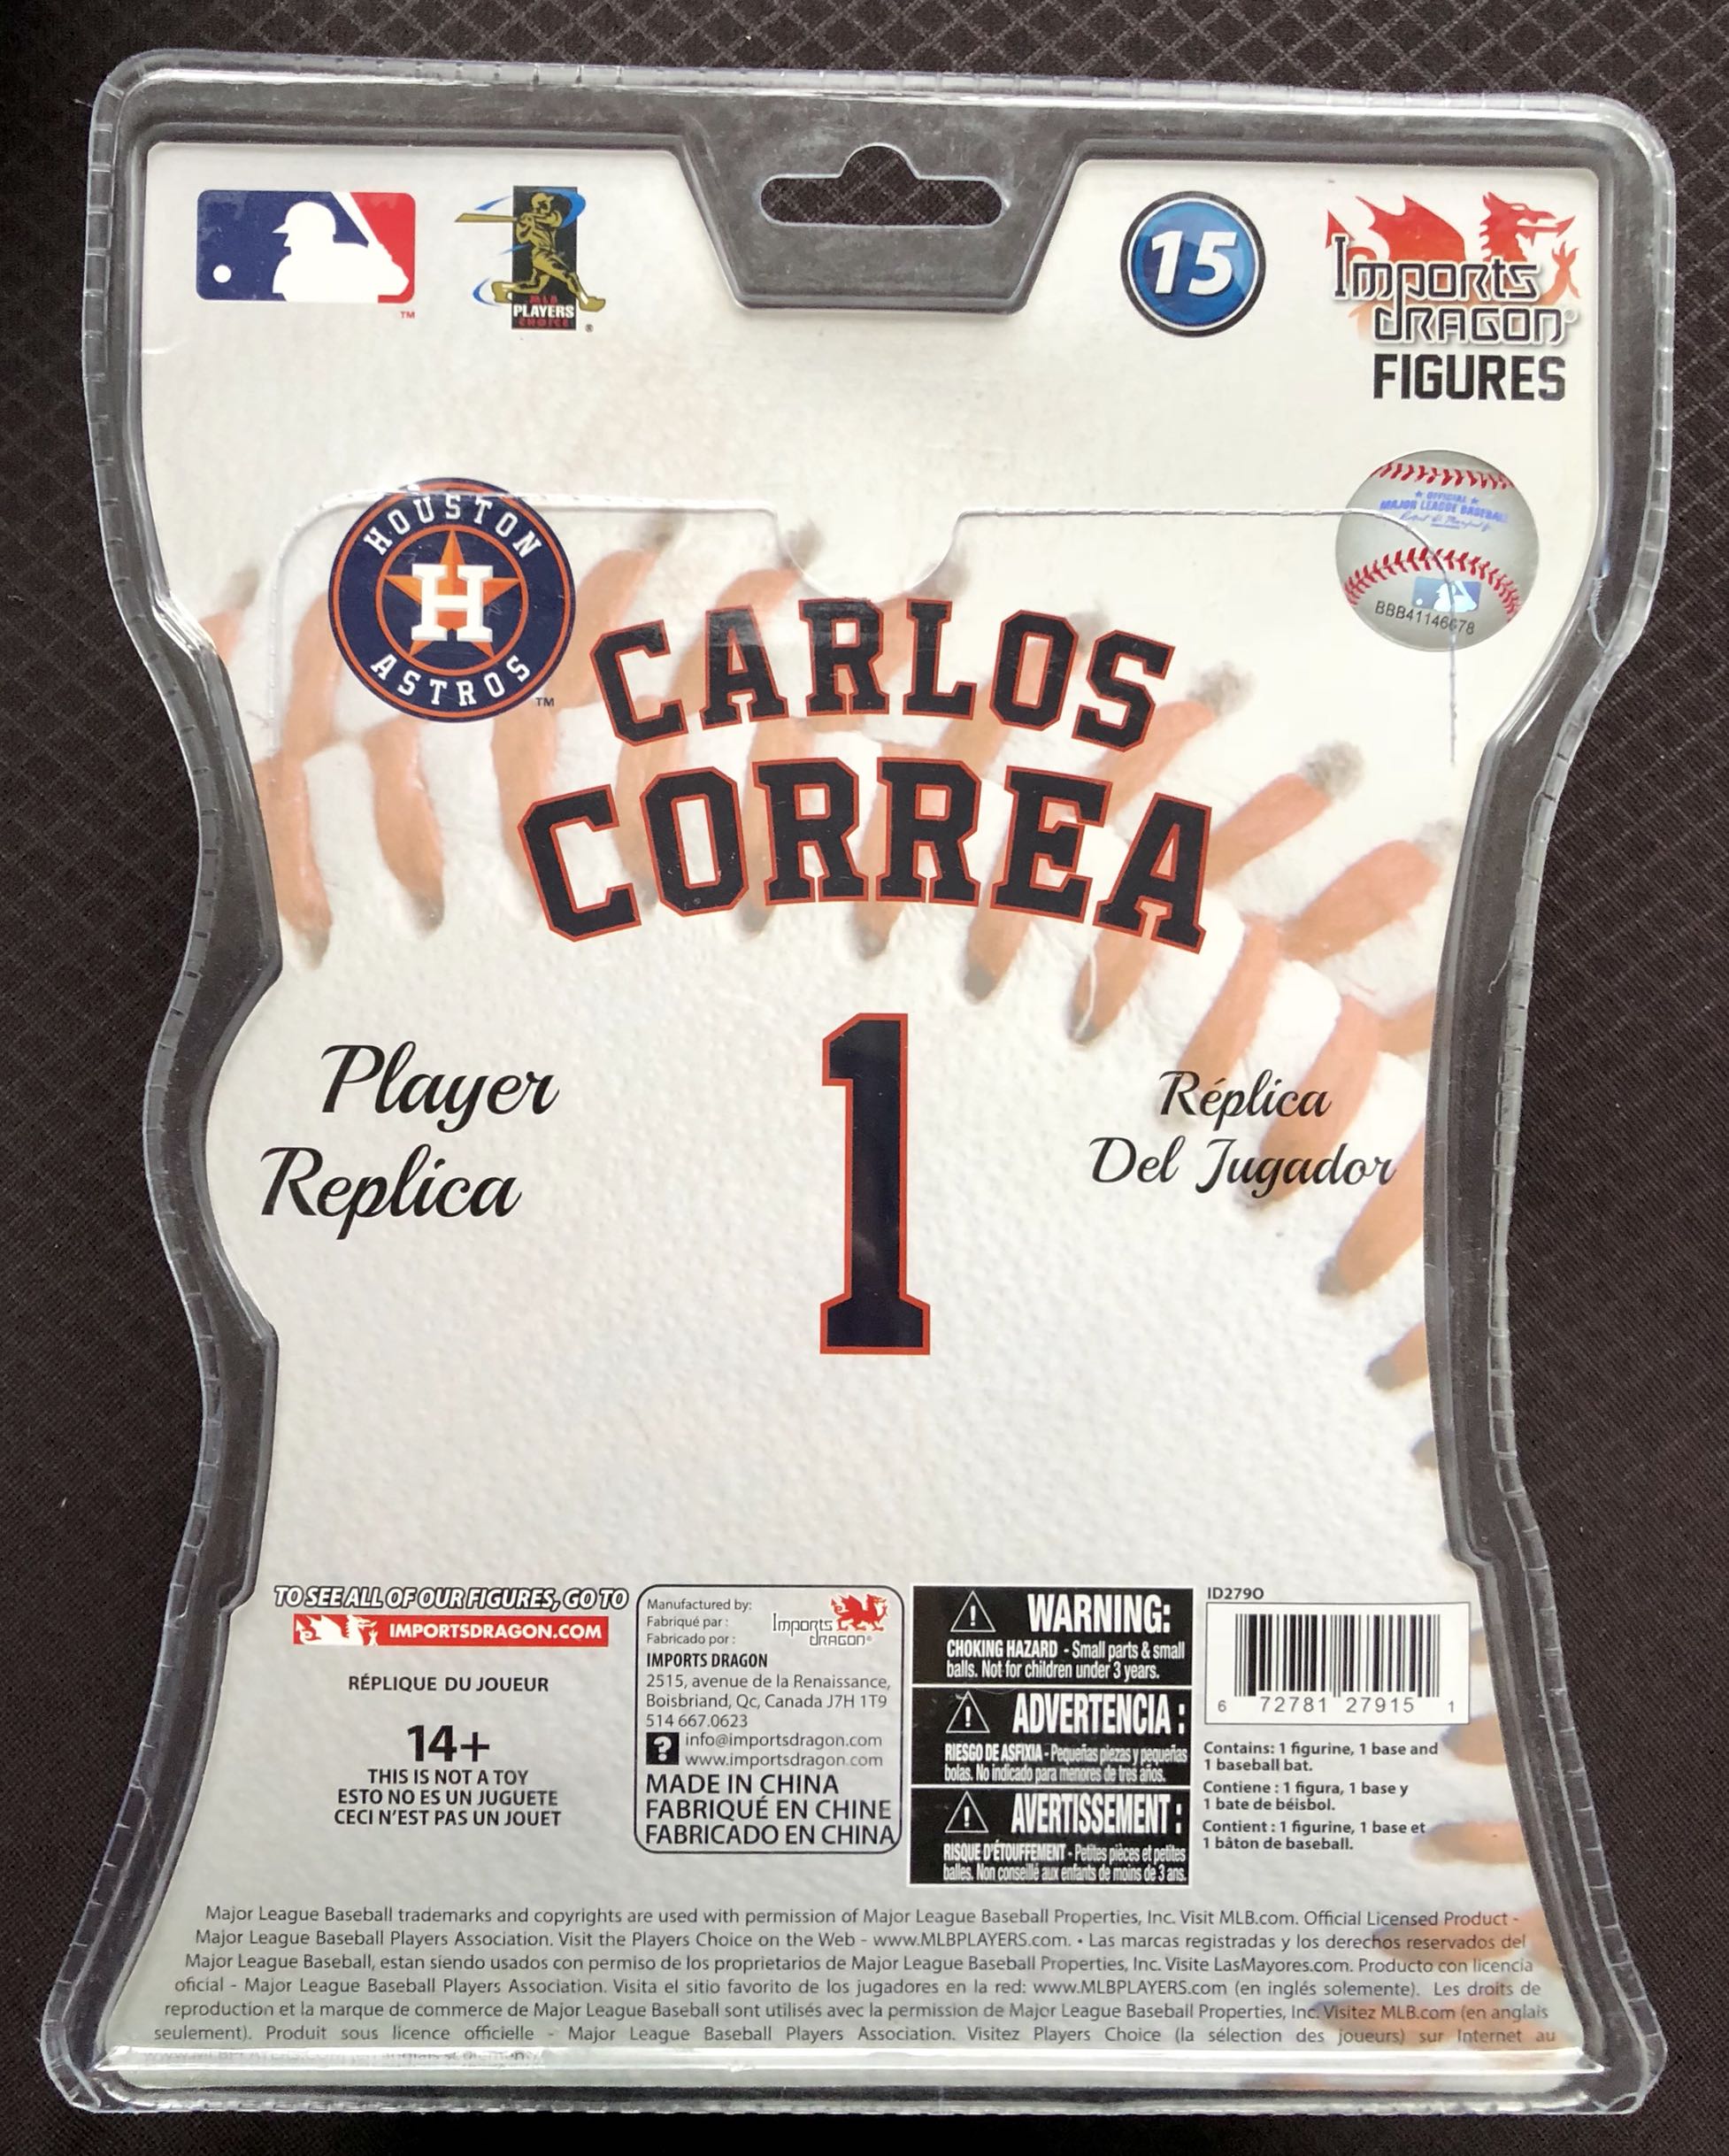 MLB
PLAYERS
CHOICE
®
TM
15
Imports
DRAGON®
FIGURES
HOUSTON
H
ASTROS
TM
OFFICIAL
MAJOR LEAGUE BASEBALL
BBB41146678
CARLOS
CORREA
1
Player
Replica
Réplica
Del Jugador
TO SEE ALL OF OUR FIGURES, GO TO
IMPORTSDRAGON.COM
RÉPLIQUE DU JOUEUR
14+
THIS IS NOT A TOY
ESTO NO ES UN JUGUETE
CECI N'EST PAS UN JOUET
Manufactured by:
Fabriqué par :
Fabricado por :
Imports
DRAGON®
IMPORTS DRAGON
2515, avenue de la Renaissance,
Boisbriand, Qc, Canada J7H 1T9
514 667.0623
? info@importsdragon.com
www.importsdragon.com
MADE IN CHINA
FABRIQUÉ EN CHINE
FABRICADO EN CHINA
WARNING:
CHOKING HAZARD - Small parts & small
balls. Not for children under 3 years.
ADVERTENCIA :
RIESGO DE ASFIXIA - Pequeñas piezas y pequeñas
bolas. No indicado para menores de tres años.
AVERTISSEMENT :
RISQUE D'ÉTOUFFEMENT - Petites pièces et petites
balles. Non conseillé aux enfants de moins de 3 ans.
ID279O
6 72781 27915 1
Contains: 1 figurine, 1 base and
1 baseball bat.
Contiene : 1 figura, 1 base y
1 bate de béisbol.
Contient : 1 figurine, 1 base et
1 bâton de baseball.
Major League Baseball trademarks and copyrights are used with permission of Major League Baseball Properties, Inc. Visit MLB.com. Official Licensed Product -
Major League Baseball Players Association. Visit the Players Choice on the Web - www.MLBPLAYERS.com. • Las marcas registradas y los derechos reservados del
Major League Baseball, estan siendo usados con permiso de los proprietarios de Major League Baseball Properties, Inc. Visite LasMayores.com. Producto con licencia
oficial - Major League Baseball Players Association. Visita el sitio favorito de los jugadores en la red: www.MLBPLAYERS.com (en inglés solemente). Les droits de
reproduction et la marque de commerce de Major League Baseball sont utilisés avec la permission de Major League Baseball Properties, Inc. Visitez MLB.com (en anglais
seulement). Produit sous licence officielle - Major League Baseball Players Association. Visitez Players Choice (la sélection des joueurs) sur Internet au